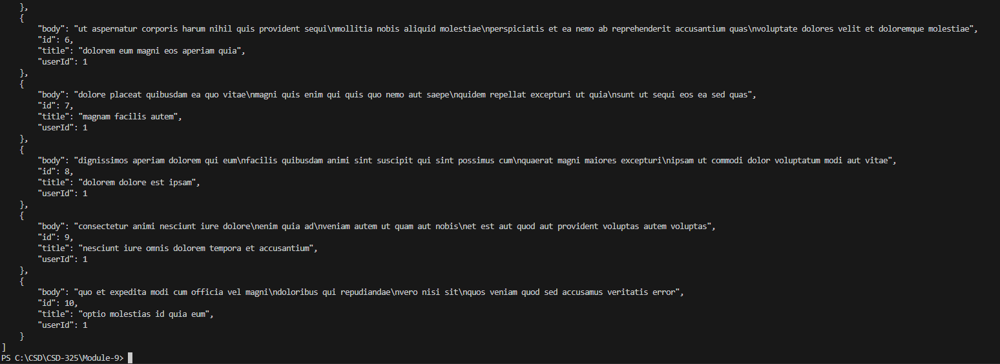 },
    {
        "body": "ut aspernatur corporis harum nihil quis provident sequi\nmollitia nobis aliquid molestiae\nperspiciatis et ea nemo ab reprehenderit accusantium quas\nvoluptate dolores velit et doloremque molestiae",
        "id": 6,
        "title": "dolorem eum magni eos aperiam quia",
        "userId": 1
    },
    {
        "body": "dolore placeat quibusdam ea quo vitae\nmagni quis enim qui quis quo nemo aut saepe\nquidem repellat excepturi ut quia\nsunt ut sequi eos ea sed quas",
        "id": 7,
        "title": "magnam facilis autem",
        "userId": 1
    },
    {
        "body": "dignissimos aperiam dolorem qui eum\nfacilis quibusdam animi sint suscipit qui sint possimus cum\nquaerat magni maiores excepturi\nipsam ut commodi dolor voluptatum modi aut vitae",
        "id": 8,
        "title": "dolorem dolore est ipsam",
        "userId": 1
    },
    {
        "body": "consectetur animi nesciunt iure dolore\nenim quia ad\nveniam autem ut quam aut nobis\net est aut quod aut provident voluptas autem voluptas",
        "id": 9,
        "title": "nesciunt iure omnis dolorem tempora et accusantium",
        "userId": 1
    },
    {
        "body": "quo et expedita modi cum officia vel magni\ndoloribus qui repudiandae\nvero nisi sit\nquos veniam quod sed accusamus veritatis error",
        "id": 10,
        "title": "optio molestias id quia eum",
        "userId": 1
    }
]
PS C:\CSD\CSD-325\Module-9>